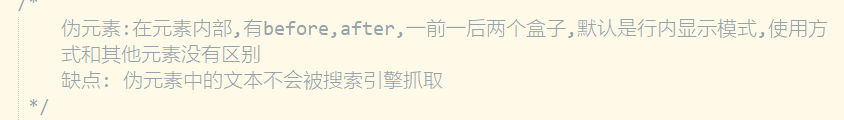 /*
伪元素:在元素内部,有before,after,一前一后两个盒子,默认是行内显示模式,使用方
式和其他元素没有区别
缺点: 伪元素中的文本不会被搜索引擎抓取
*/